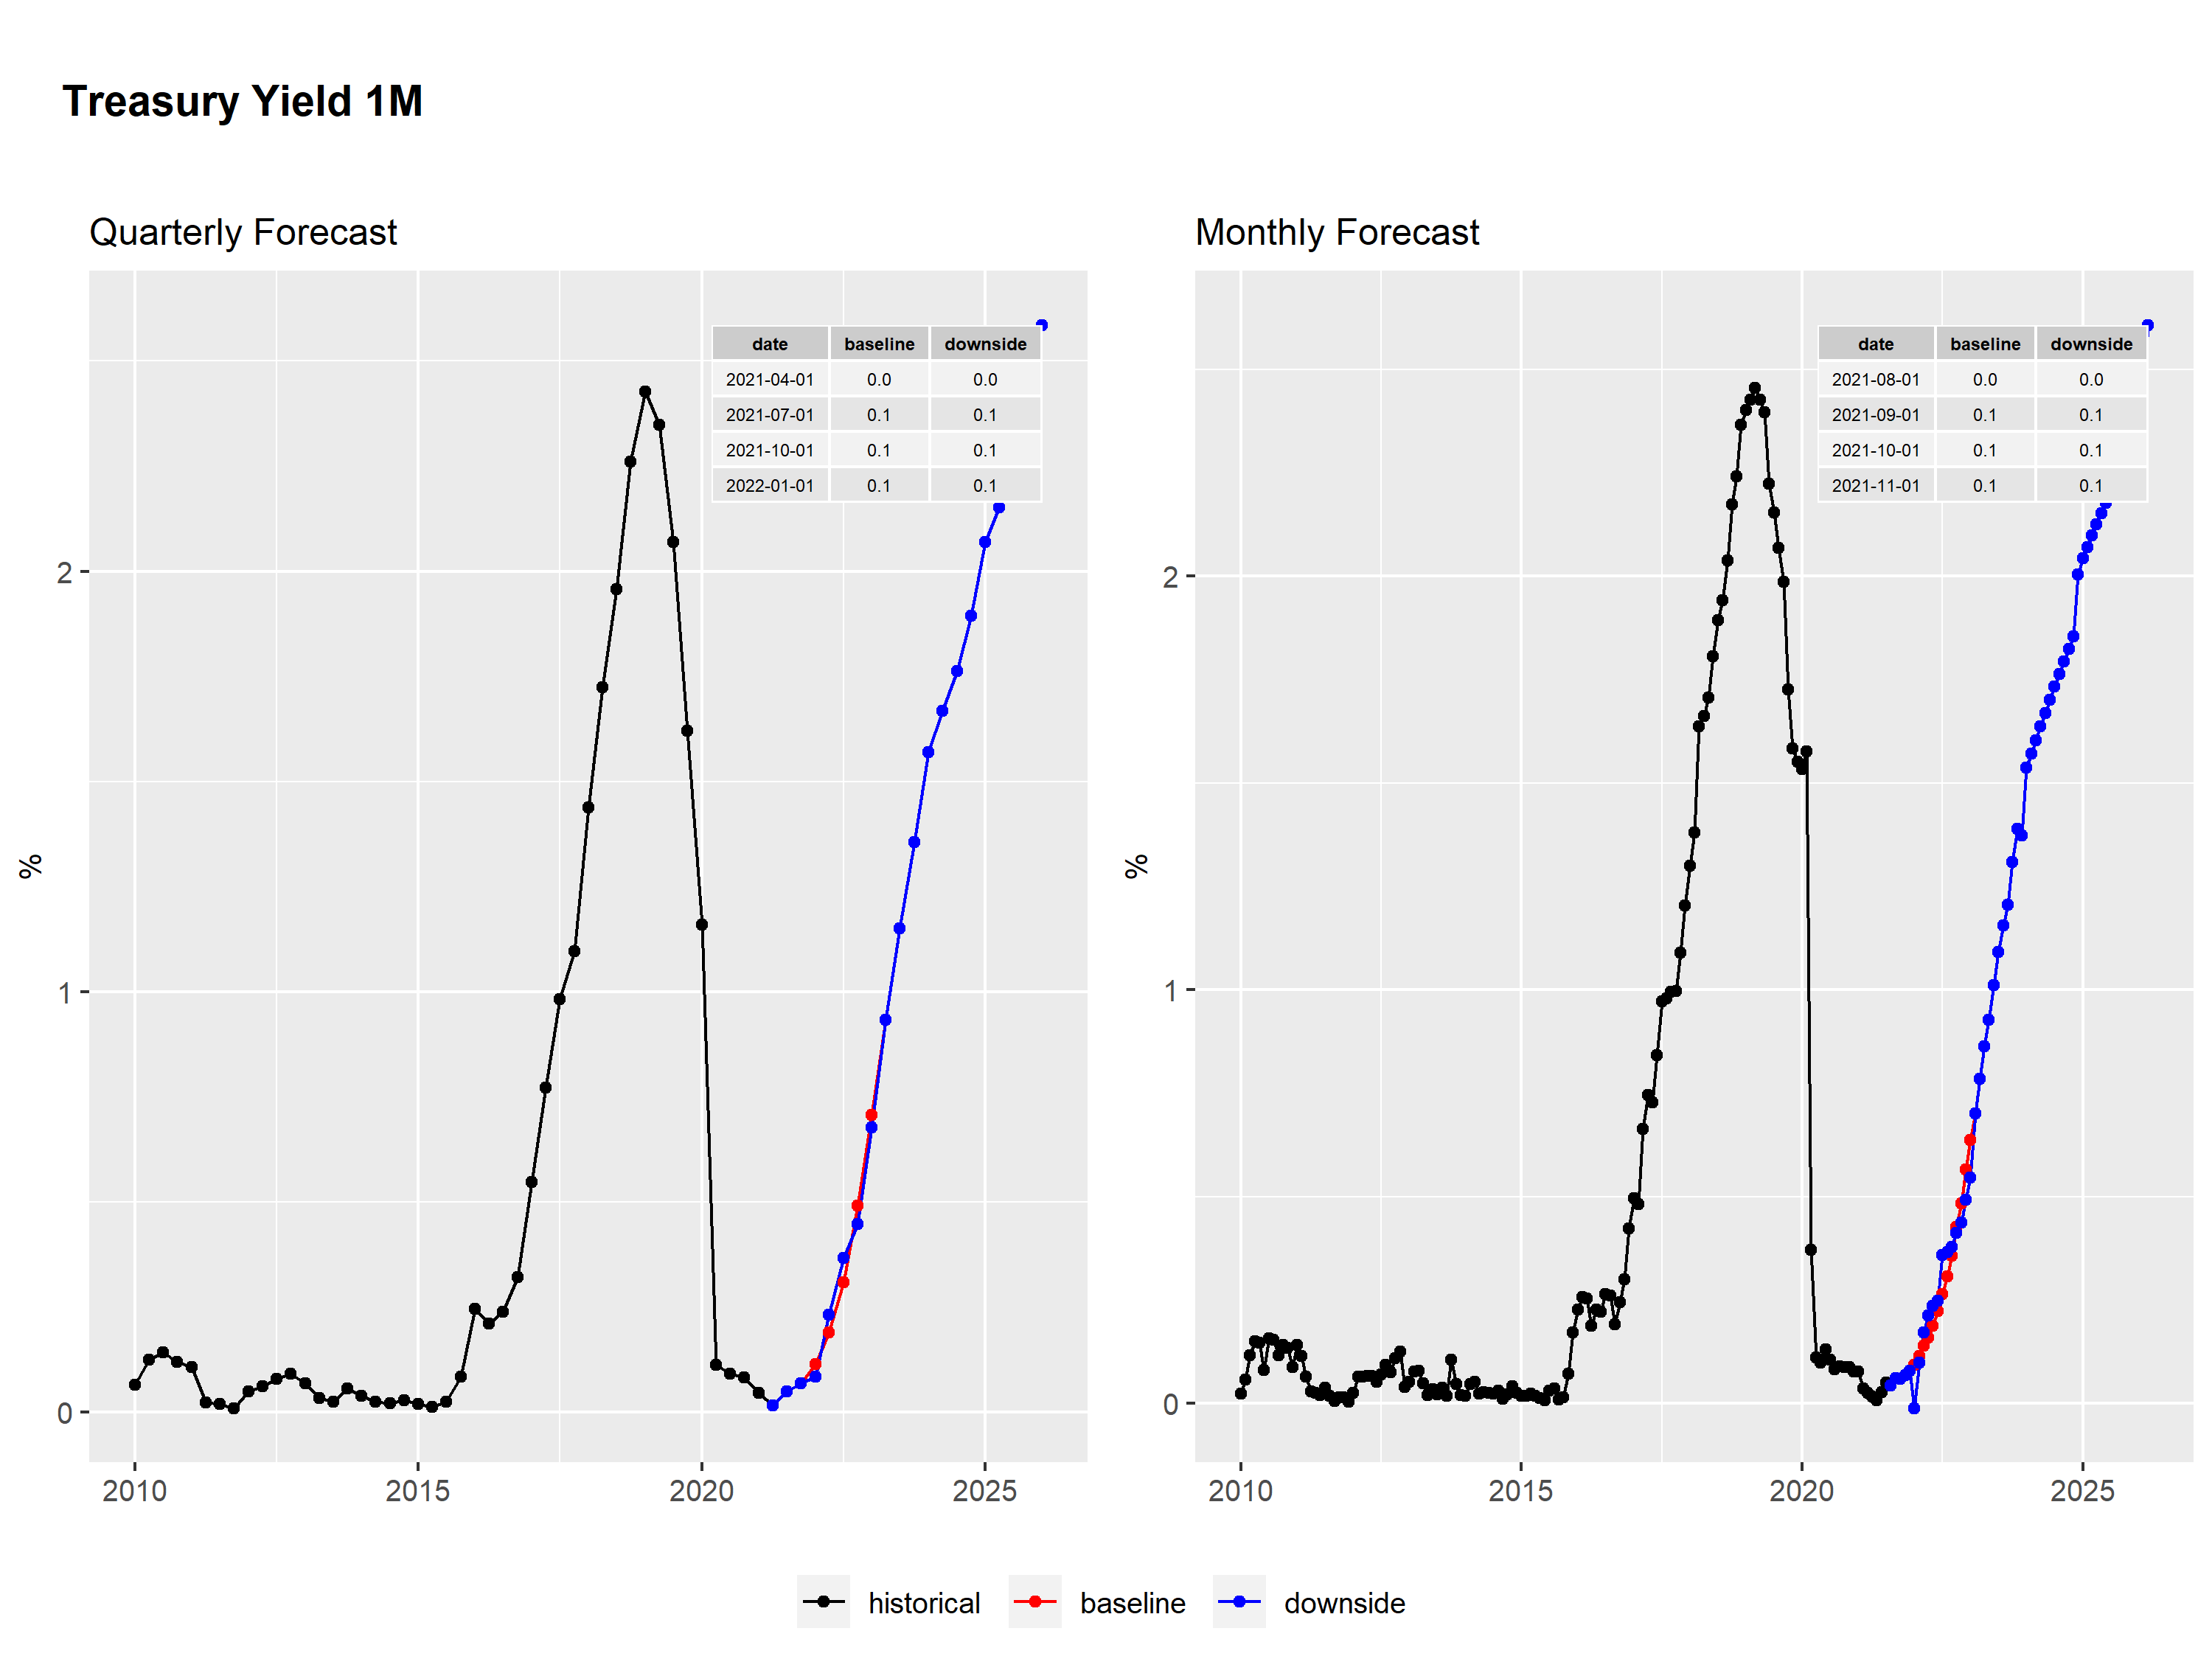 Treasury Yield 1M
Quarterly Forecast
%
2
1
0
2010 2015 2020 2025
date baseline downside
2021-04-01 0.0 0.0
2021-07-01 0.1 0.1
2021-10-01 0.1 0.1
2022-01-01 0.1 0.1
Monthly Forecast
%
2
1
0
2010 2015 2020 2025
date baseline downside
2021-08-01 0.0 0.0
2021-09-01 0.1 0.1
2021-10-01 0.1 0.1
2021-11-01 0.1 0.1
historical baseline downside